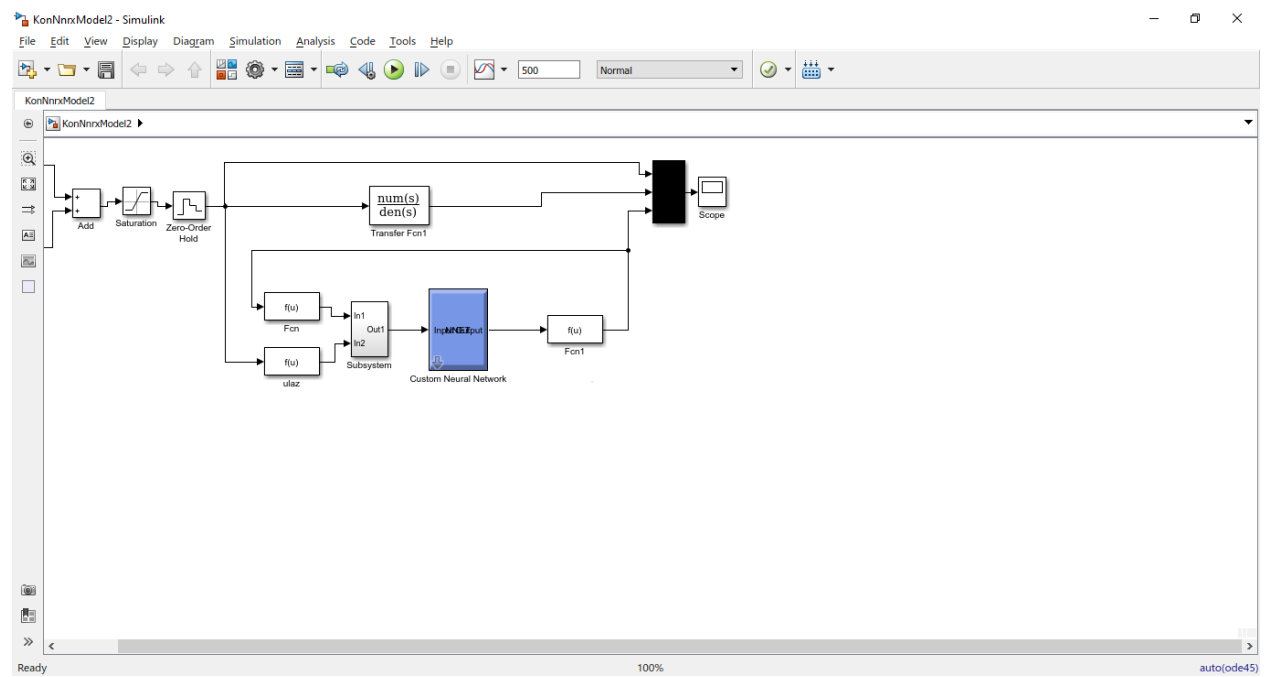 KonNnrxModel2 - Simulink
File Edit View Display Diagram Simulation Analysis Code Tools Help
500 Normal
KonNnrxModel2
KonNnrxModel2
+
+
Add
Saturation
Zero-Order
Hold
num(s)
den(s)
Transfer Fcn1
Scope
f(u)
Fcn
f(u)
ulaz
In1
Out1
In2
Subsystem
Custom Neural Network
f(u)
Fcn1
Ready 100% auto(ode45)